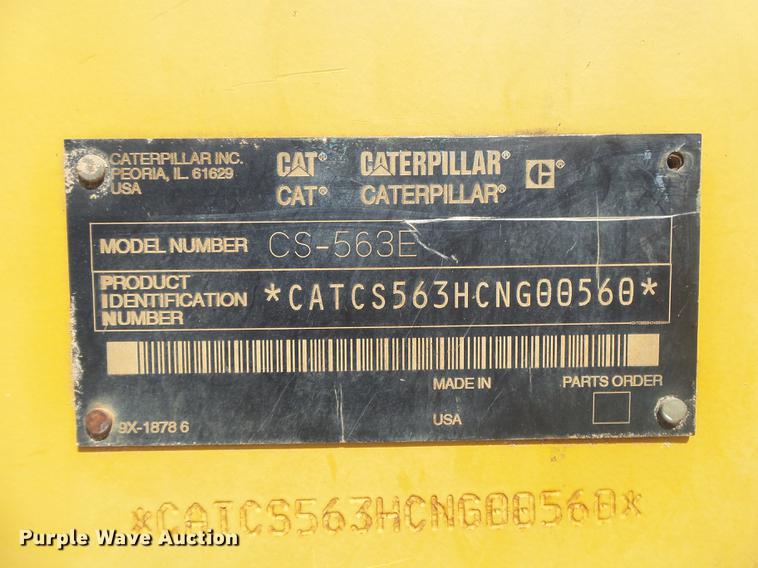 CATERPILLAR INC.
PEORIA, IL. 61629
USA
CAT® CATERPILLAR® C®
CAT® CATERPILLAR®
MODEL NUMBER CS-563E
PRODUCT
IDENTIFICATION
NUMBER
*CATCS563HCNG00560*
MADE IN
USA
PARTS ORDER
9X-1878 6
*CATCS563HCNG00560*
Purple Wave Auction